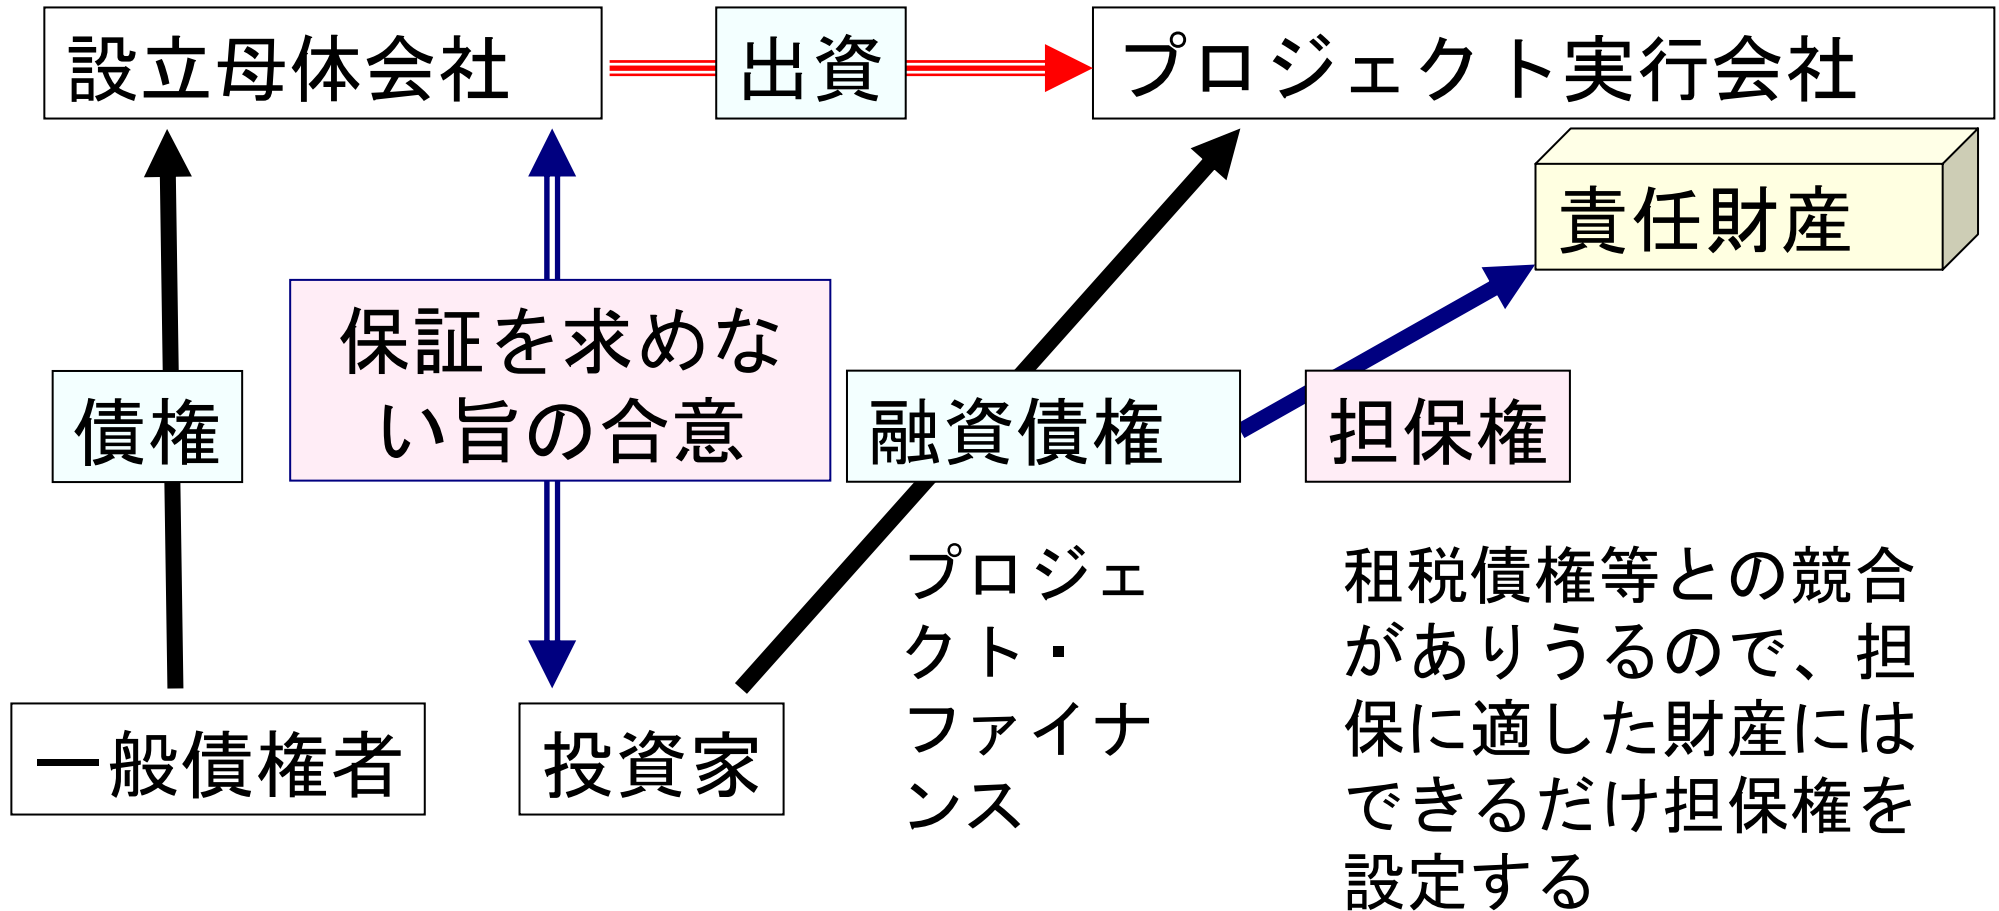 設立母体会社
出資
プロジェクト実行会社
責任財産
保証を求めな
い旨の合意
債権
融資債権
担保権
プロジェ
クト・
ファイナ
ンス
租税債権等との競合
がありうるので、担
保に適した財産には
できるだけ担保権を
設定する
一般債権者
投資家